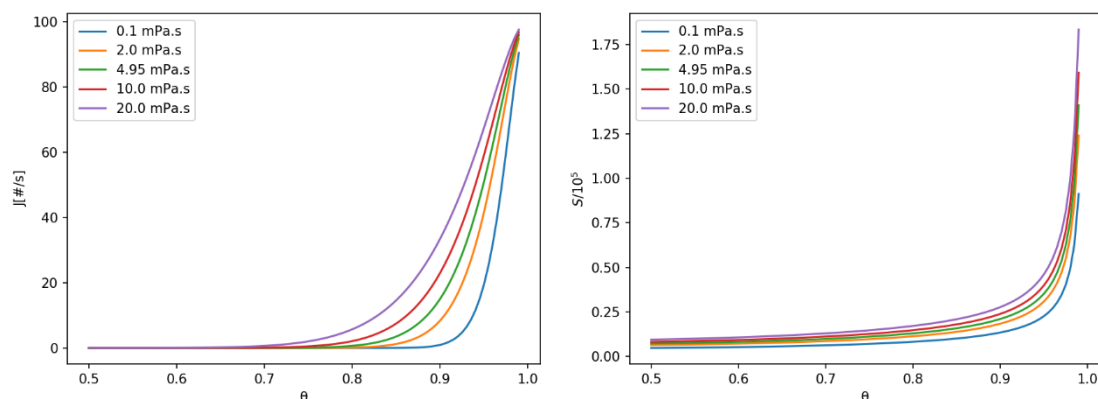 100
80
60
40
20
0
J[#/s]
0.1 mPa.s
2.0 mPa.s
4.95 mPa.s
10.0 mPa.s
20.0 mPa.s
0.5 0.6 0.7 0.8 0.9 1.0
θ
1.75
1.50
1.25
1.00
0.75
0.50
0.25
0.00
S/10⁵
0.1 mPa.s
2.0 mPa.s
4.95 mPa.s
10.0 mPa.s
20.0 mPa.s
0.5 0.6 0.7 0.8 0.9 1.0
θ